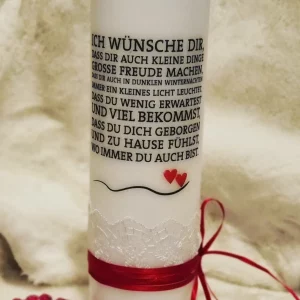 ICH WÜNSCHE DIR,
DASS DIR AUCH KLEINE DINGE
GROSSE FREUDE MACHEN,
DASS DIR AUCH IN DUNKLEN WINTERNÄCHTEN
IMMER EIN KLEINES LICHT LEUCHTET,
DASS DU WENIG ERWARTEST
UND VIEL BEKOMMST,
DASS DU DICH GEBORGEN
UND ZU HAUSE FÜHLST,
WO IMMER DU AUCH BIST.